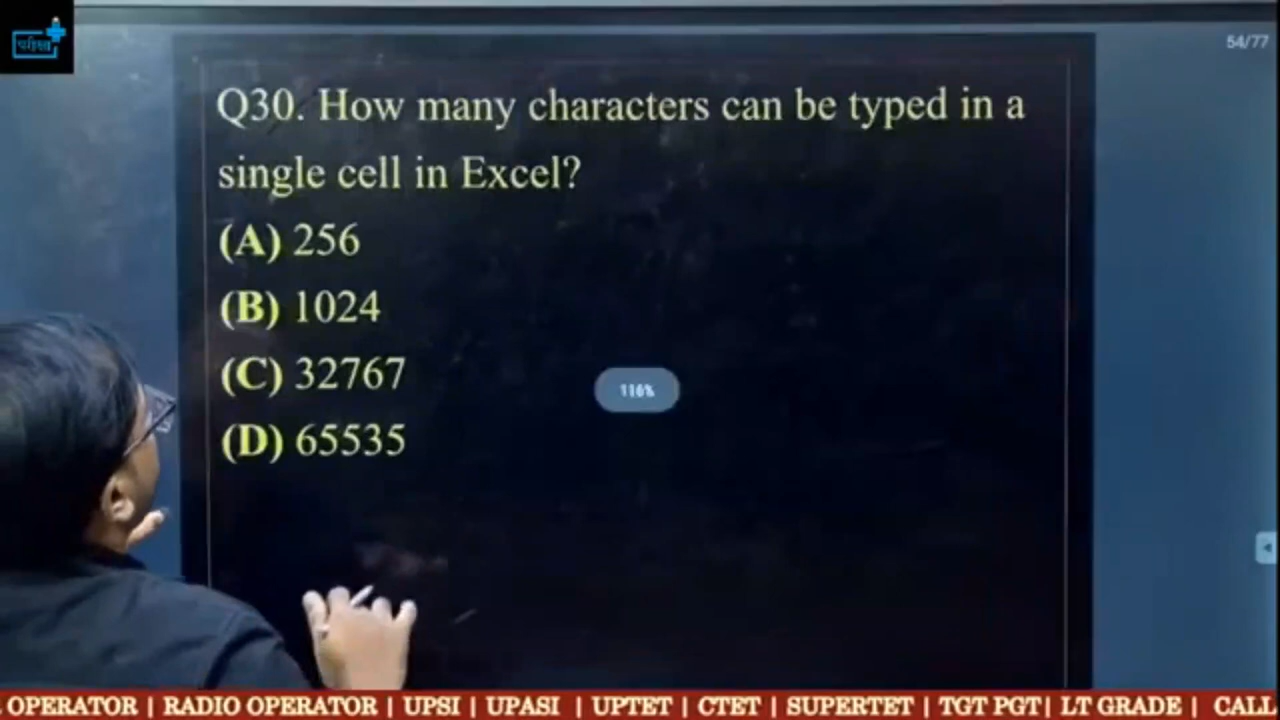 परीक्षा
54/77
Q30. How many characters can be typed in a
single cell in Excel?
(A) 256
(B) 1024
(C) 32767
(D) 65535
116%
OPERATOR | RADIO OPERATOR | UPSI | UPASI | UPTET | CTET | SUPERTET | TGT PGT | LT GRADE | CALL